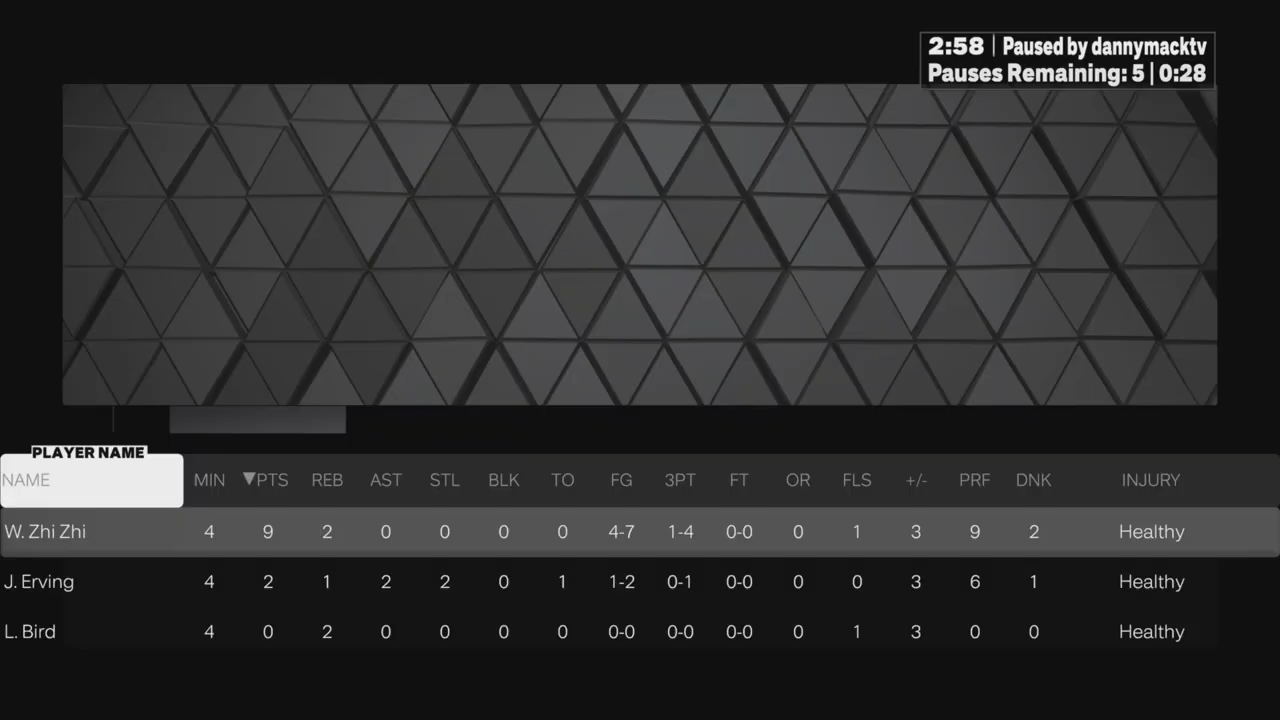 2:58 | Paused by dannymacktv
Pauses Remaining: 5 | 0:28
PLAYER NAME
NAME MIN ▼PTS REB AST STL BLK TO FG 3PT FT OR FLS +/- PRF DNK INJURY
W. Zhi Zhi 4 9 2 0 0 0 0 4-7 1-4 0-0 0 1 3 9 2 Healthy
J. Erving 4 2 1 2 2 0 1 1-2 0-1 0-0 0 0 3 6 1 Healthy
L. Bird 4 0 2 0 0 0 0 0-0 0-0 0-0 0 1 3 0 0 Healthy